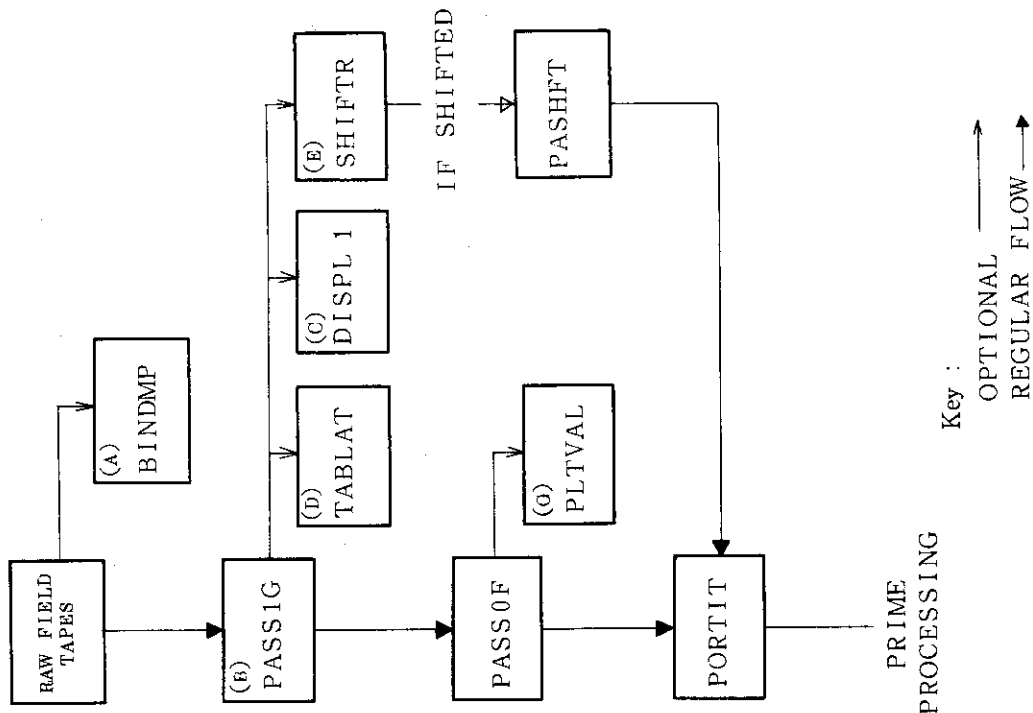 RAW FIELD
TAPES
(A)
BINDMP
(B)
PASS1G
(D)
TABLAT
(C)
DISPL 1
(E)
SHIFTR
IF SHIFTED
PASS0F
(G)
PLTVAL
PASHFT
PORTIT
PRIME
PROCESSING
Key :
OPTIONAL
REGULAR FLOW